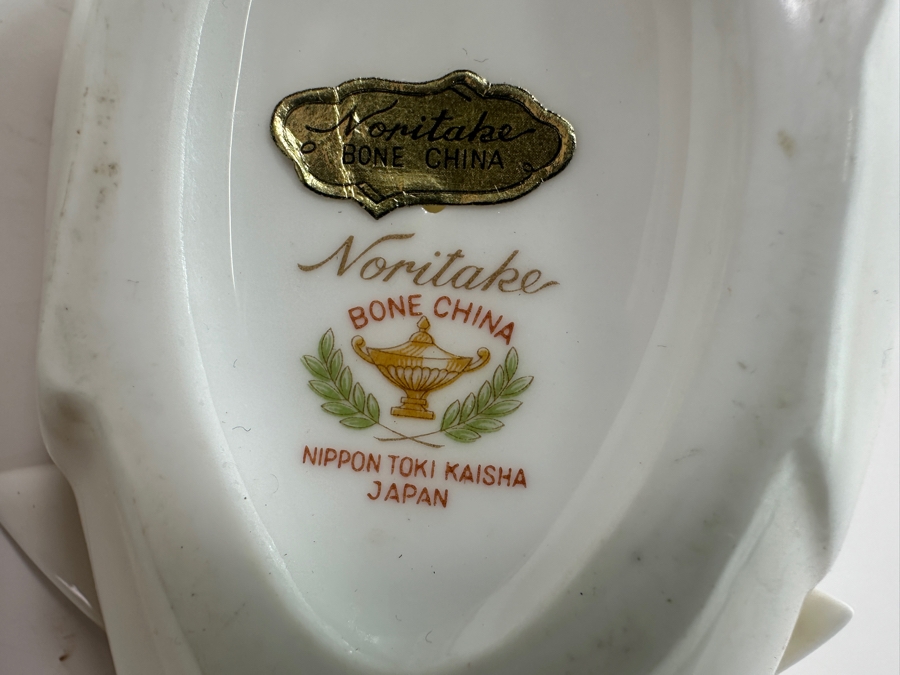 Noritake
BONE CHINA
Noritake
BONE CHINA
NIPPON TOKI KAISHA
JAPAN